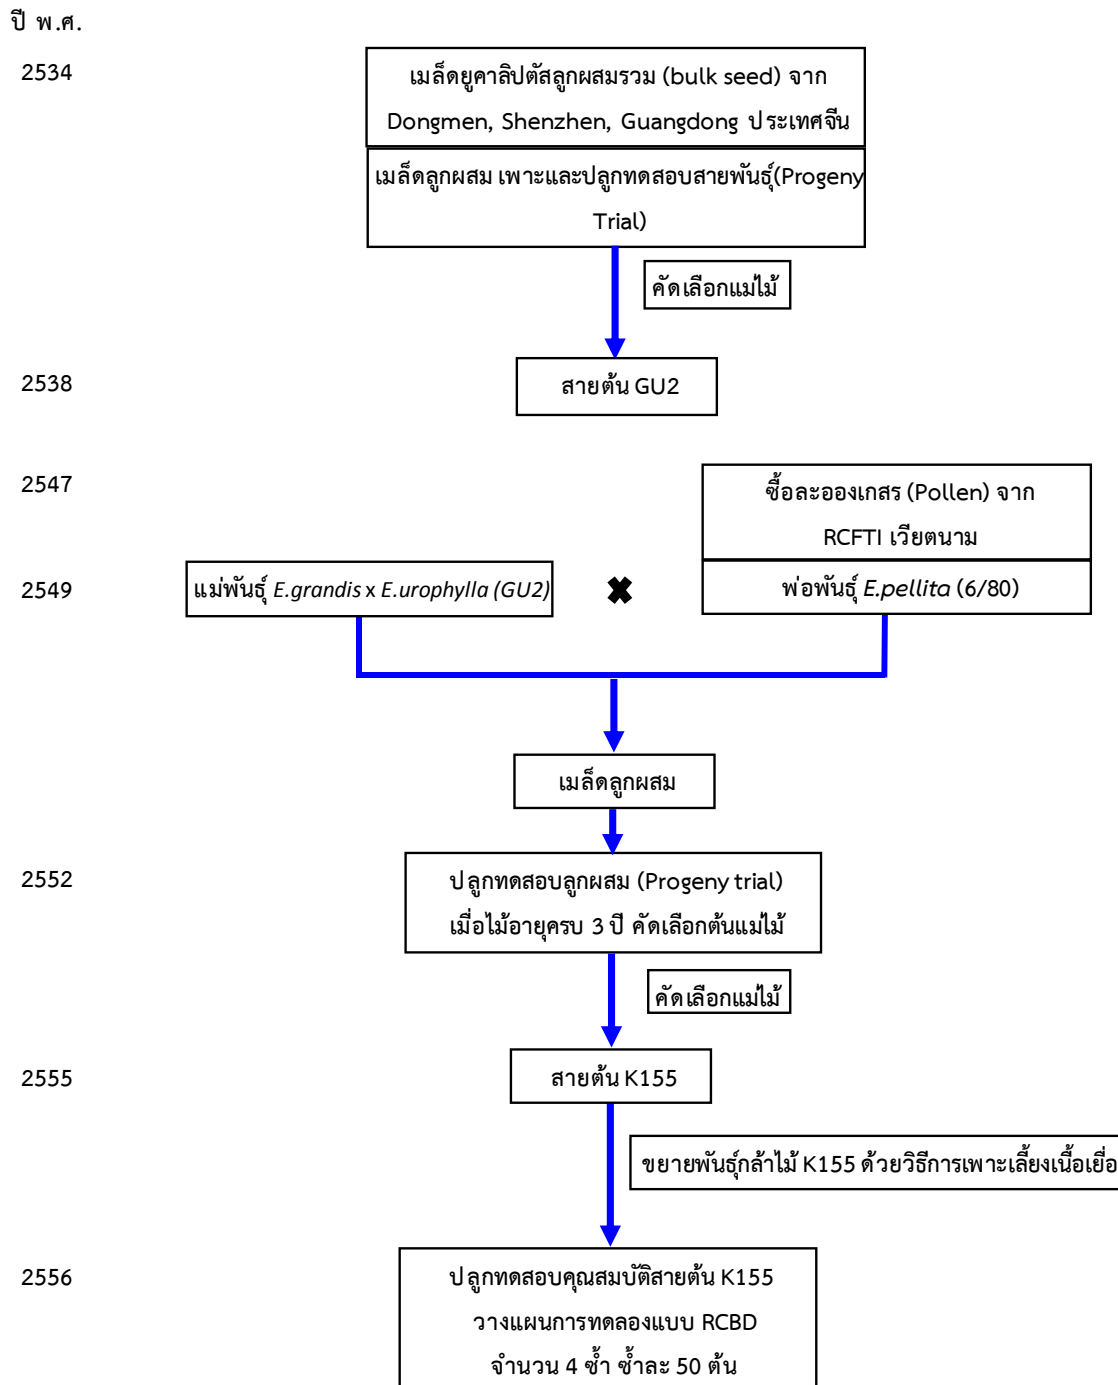 ปี พ.ศ.
2534
เมล็ดยูคาลิปตัสลูกผสมรวม (bulk seed) จาก
Dongmen, Shenzhen, Guangdong ประเทศจีน
เมล็ดลูกผสม เพาะและปลูกทดสอบสายพันธุ์(Progeny
Trial)
คัดเลือกแม่ไม้
2538
สายต้น GU2
2547
ซื้อละอองเกสร (Pollen) จาก
RCFTI เวียตนาม
2549
แม่พันธุ์ E.grandis x E.urophylla (GU2)
พ่อพันธุ์ E.pellita (6/80)
เมล็ดลูกผสม
2552
ปลูกทดสอบลูกผสม (Progeny trial)
เมื่อไม้อายุครบ 3 ปี คัดเลือกต้นแม่ไม้
คัดเลือกแม่ไม้
2555
สายต้น K155
ขยายพันธุ์กล้าไม้ K155 ด้วยวิธีการเพาะเลี้ยงเนื้อเยื่อ
2556
ปลูกทดสอบคุณสมบัติสายต้น K155
วางแผนการทดลองแบบ RCBD
จำนวน 4 ซ้ำ ซ้ำละ 50 ต้น